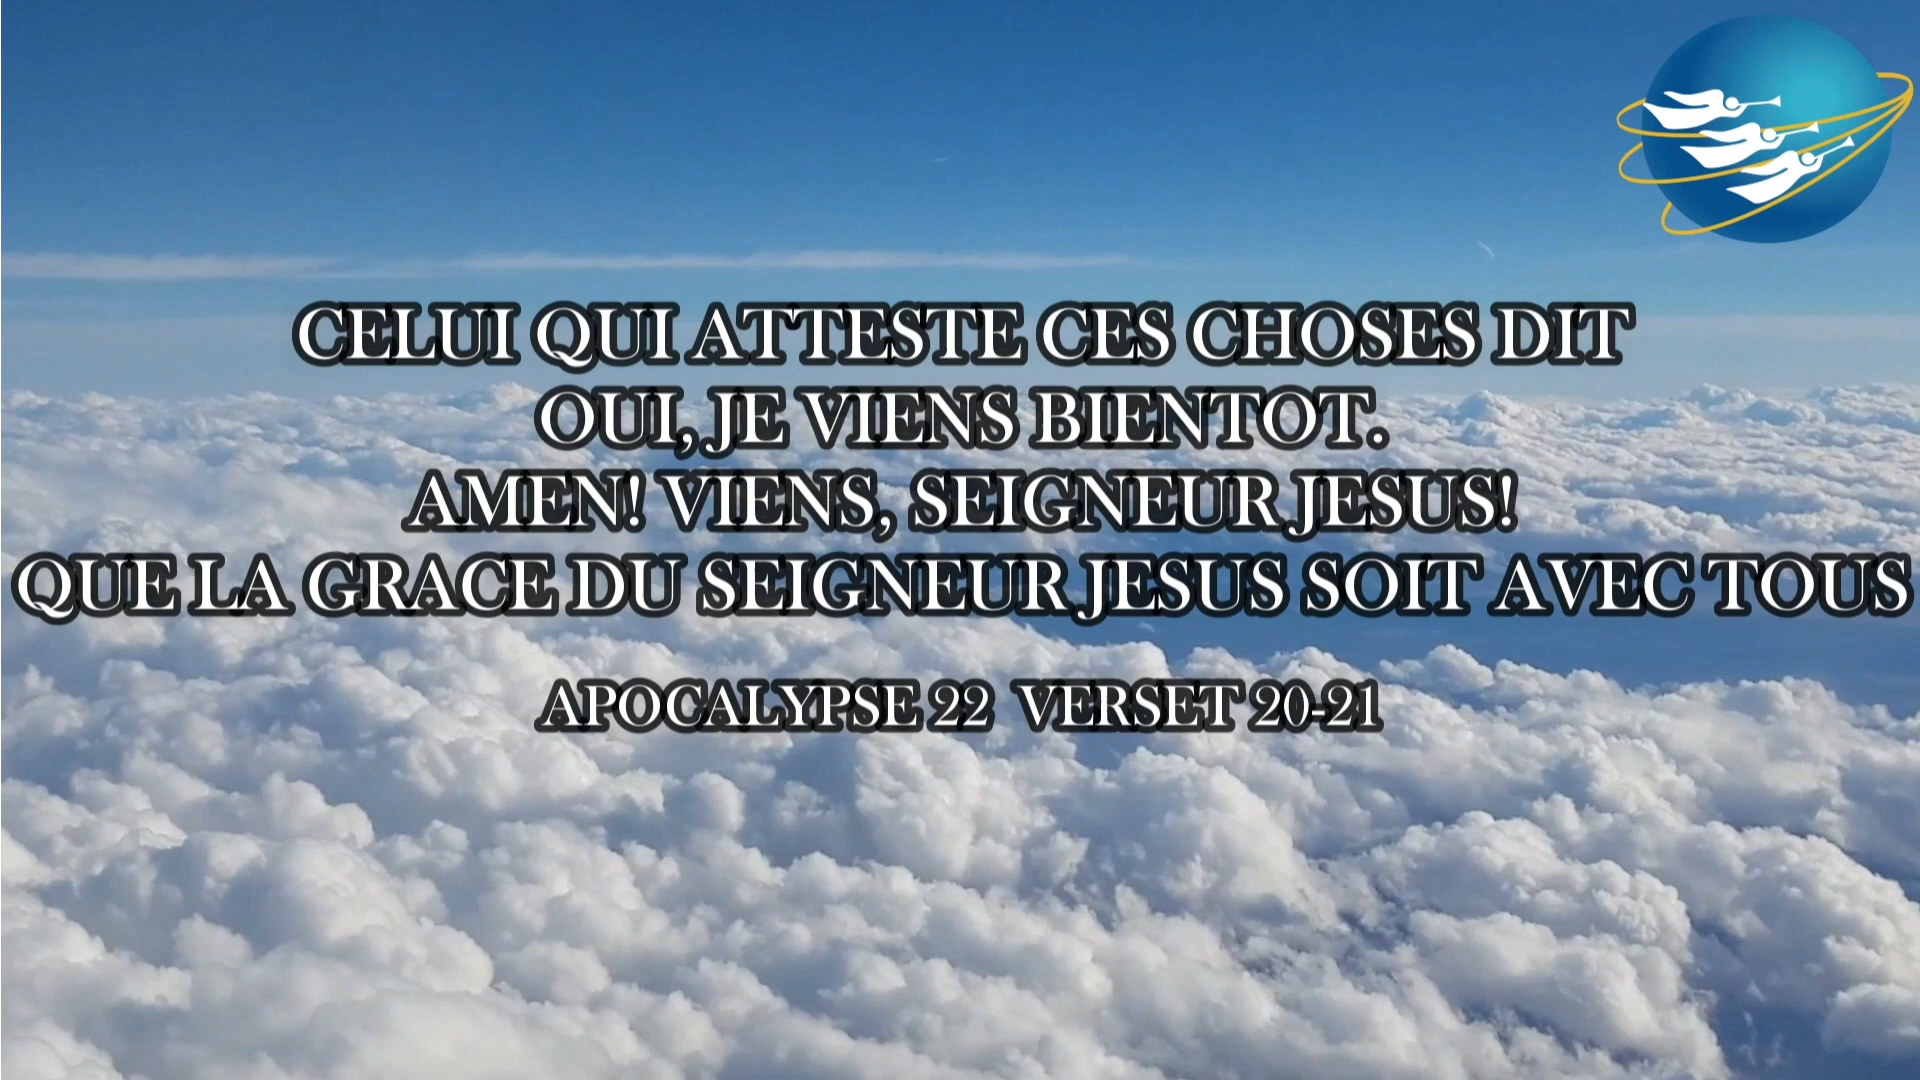 CELUI QUI ATTESTE CES CHOSES DIT
OUI, JE VIENS BIENTOT.
AMEN! VIENS, SEIGNEUR JESUS!
QUE LA GRACE DU SEIGNEUR JESUS SOIT AVEC TOUS
APOCALYPSE 22 VERSET 20-21